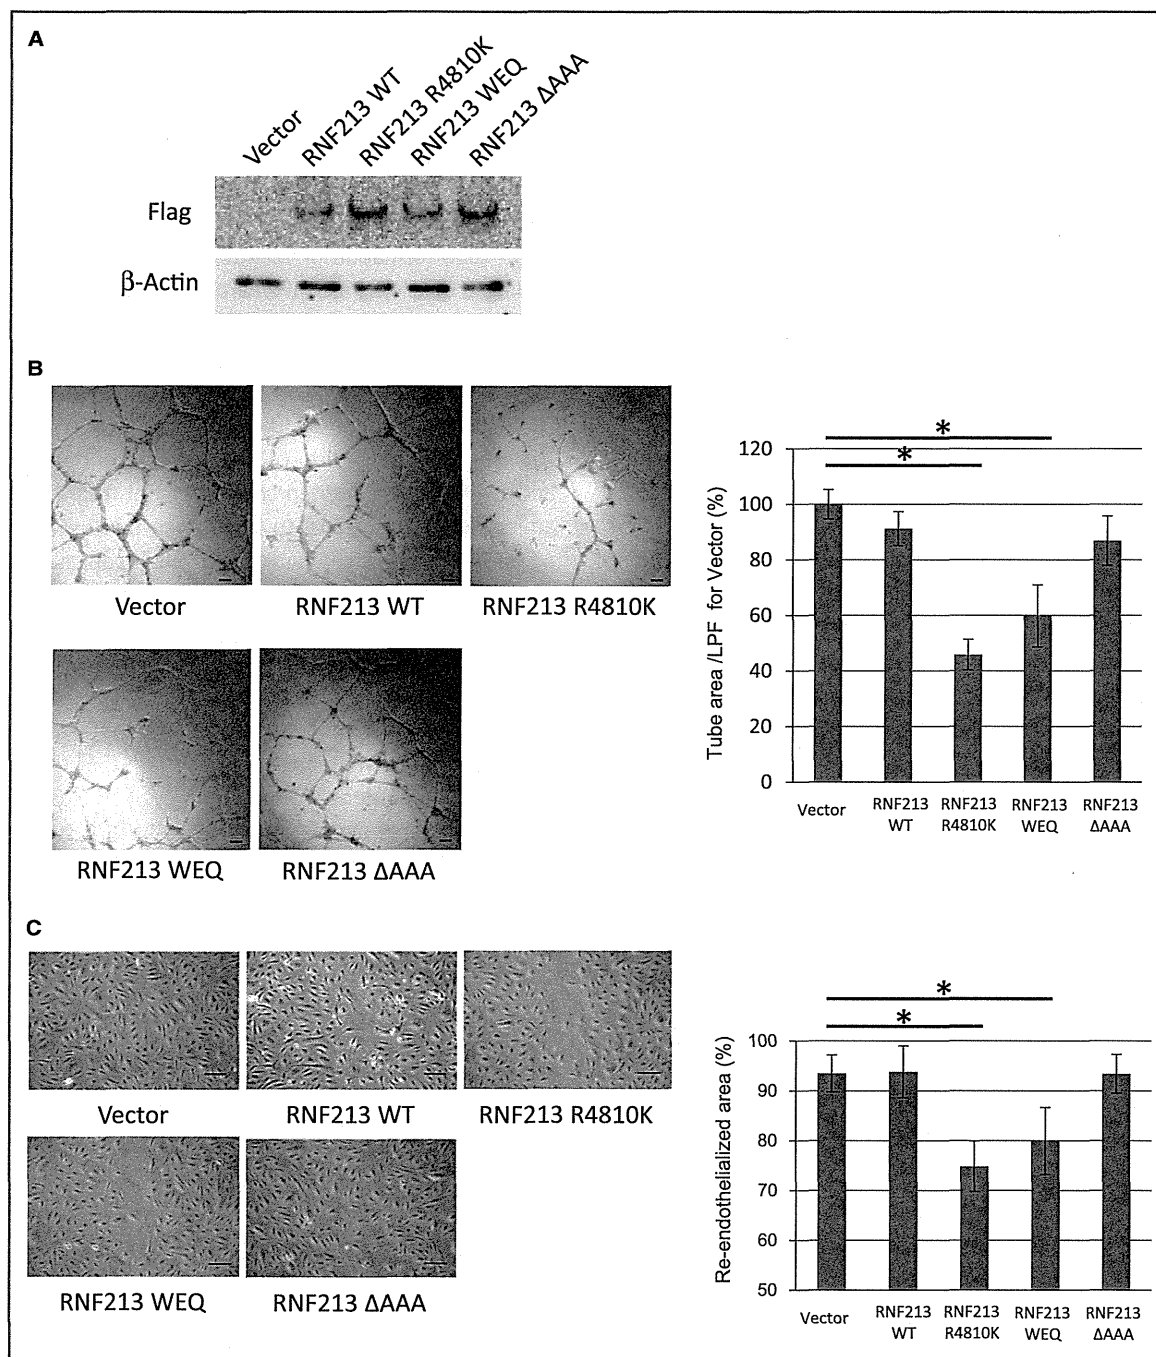 A
Vector
RNF213 WT
RNF213 R4810K
RNF213 WEQ
RNF213 ΔAAA
Flag
β-Actin
B
Vector
RNF213 WT
RNF213 R4810K
RNF213 WEQ
RNF213 ΔAAA
Tube area /LPF for Vector (%)
120
100
80
60
40
20
0
*
*
Vector
RNF213
WT
RNF213
R4810K
RNF213
WEQ
RNF213
ΔAAA
C
Vector
RNF213 WT
RNF213 R4810K
RNF213 WEQ
RNF213 ΔAAA
Re-endothelialized area (%)
100
90
80
70
60
50
*
*
Vector
RNF213
WT
RNF213
R4810K
RNF213
WEQ
RNF213
ΔAAA